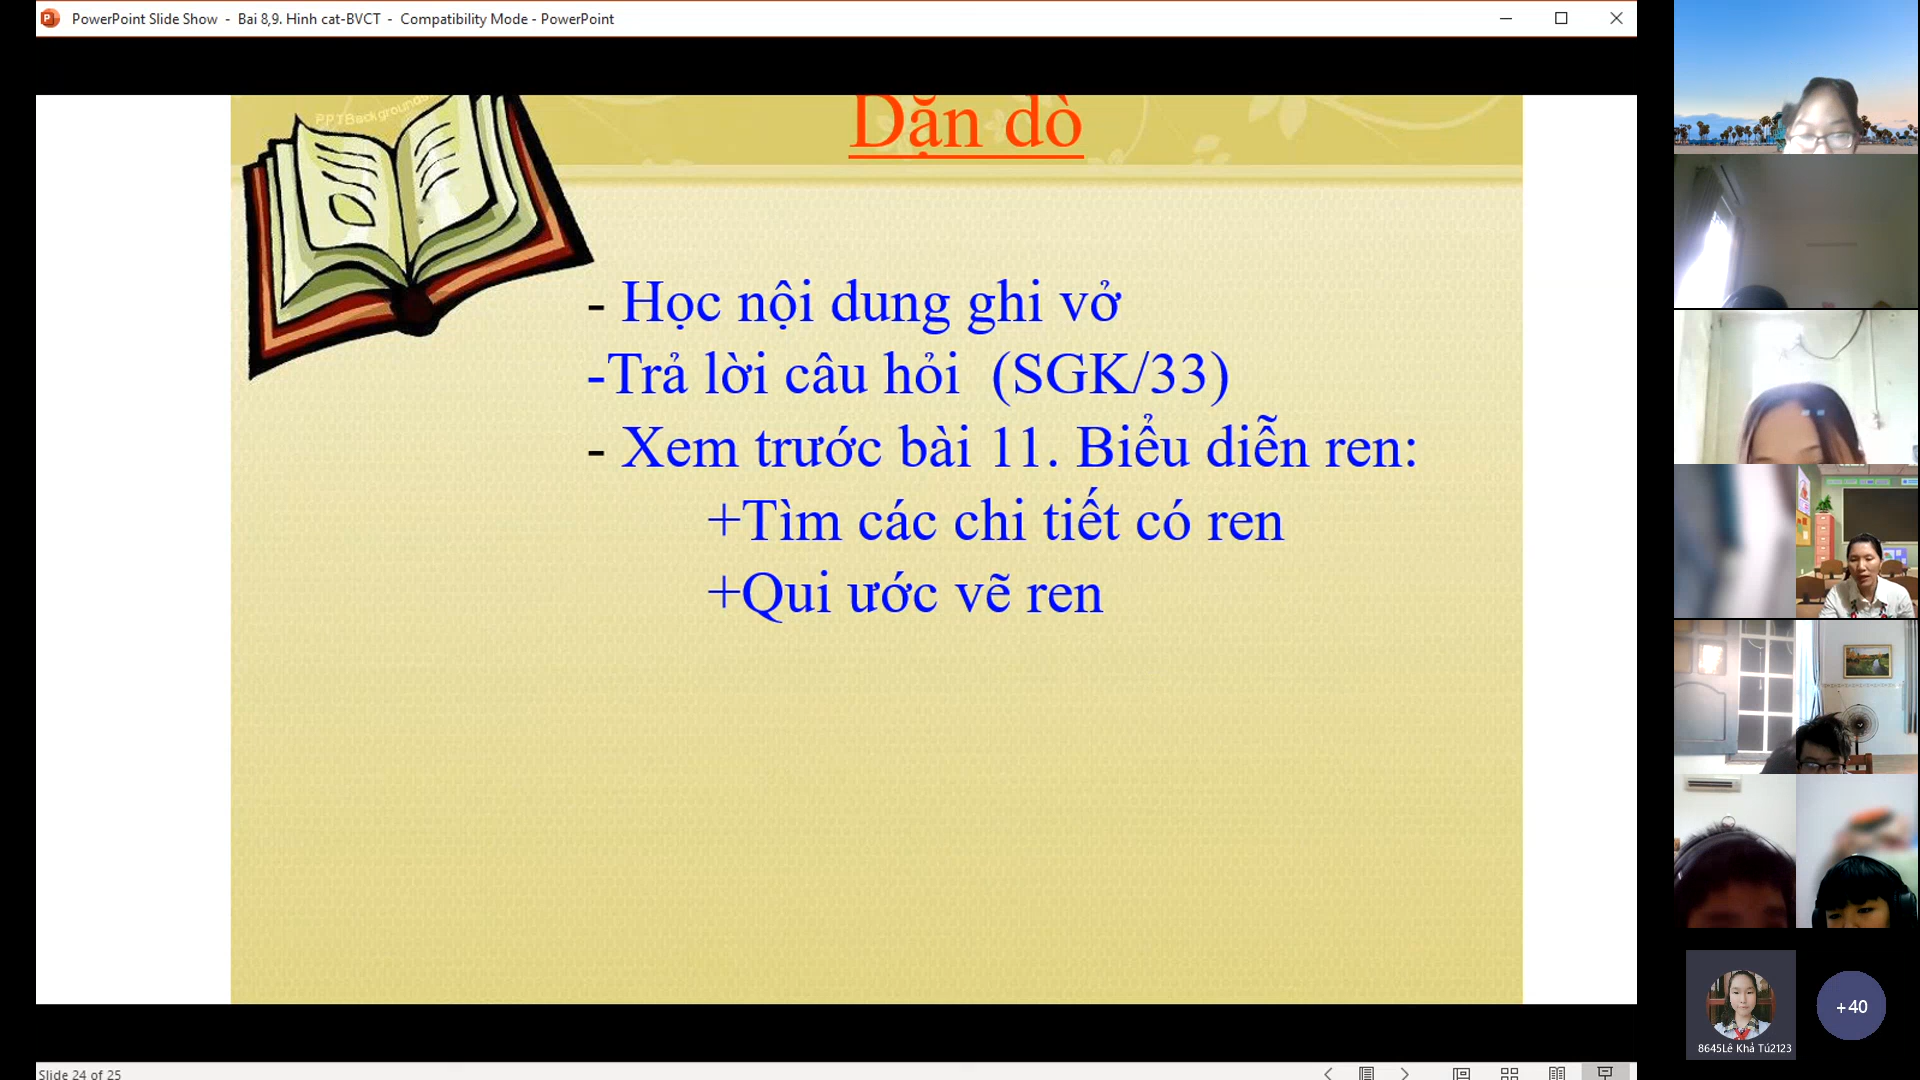 PowerPoint Slide Show - Bai 8,9. Hinh cat-BVCT - Compatibility Mode - PowerPoint
PPTBackgrounds
Dặn dò
- Học nội dung ghi vở
-Trả lời câu hỏi (SGK/33)
- Xem trước bài 11. Biểu diễn ren:
+Tìm các chi tiết có ren
+Qui ước vẽ ren
8645Lê Khả Tú2123
+40
Slide 24 of 25